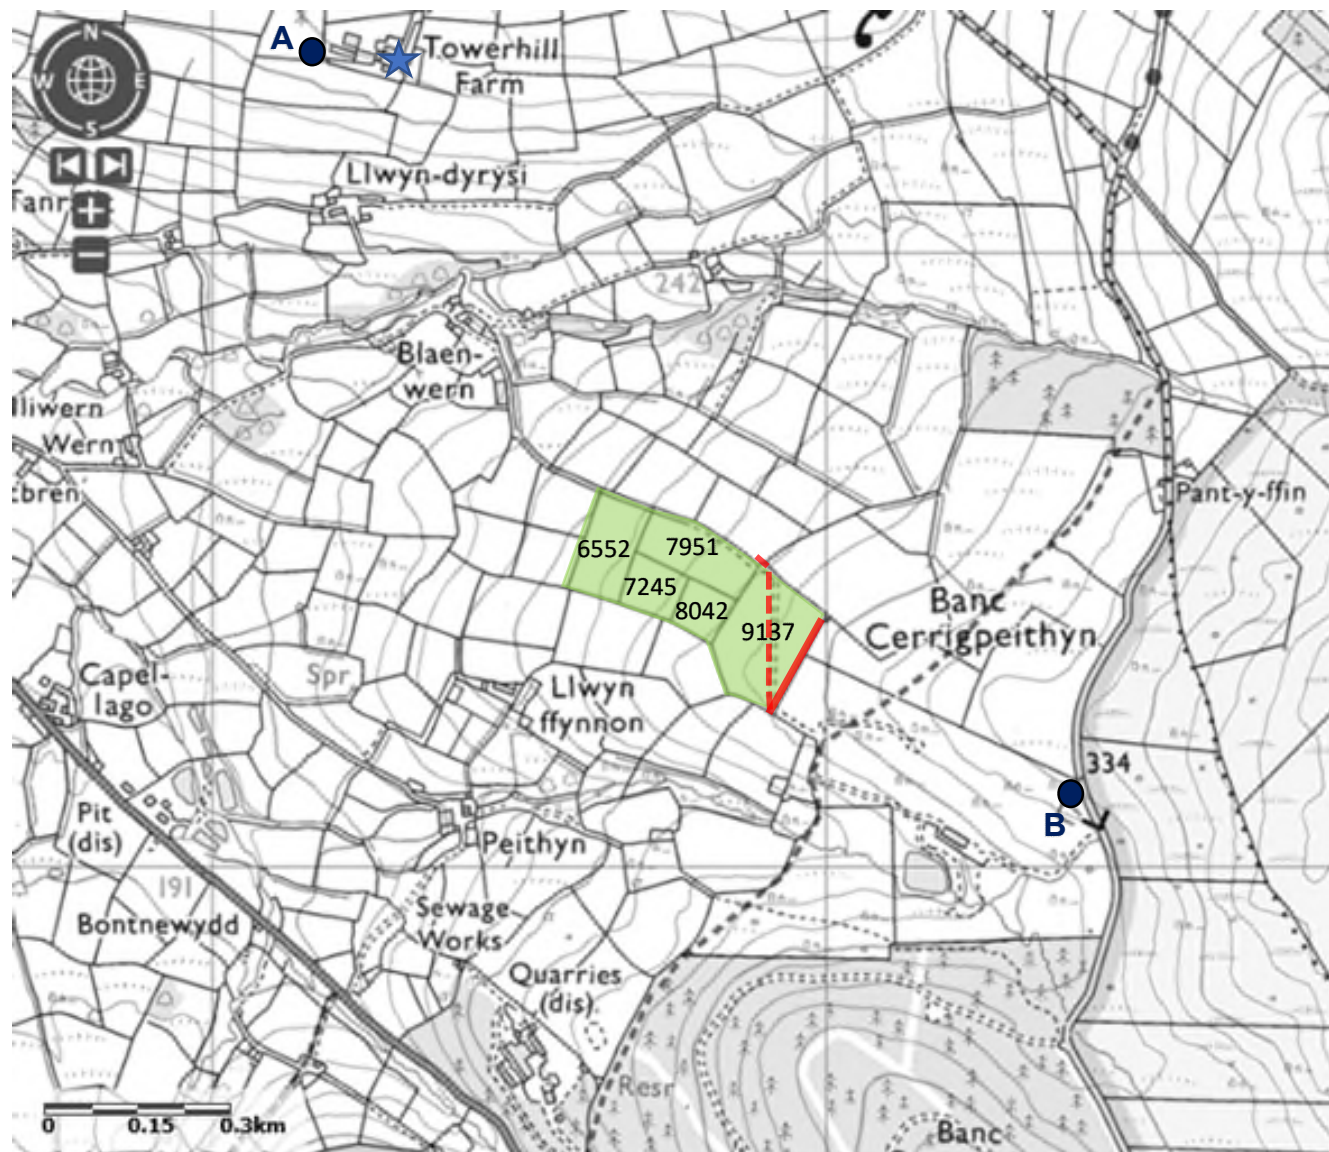 N
W
E
S
A
Towerhill
Farm
Llwyn-dyrysi
242
Blaen-
wern
lliwern
Wern
Pant-y-ffin
6552
7951
7245
8042
9137
Banc
Cerrigpeithyn
Spr
Capel-
lago
Llwyn
ffynnon
334
B
Pit
(dis)
Peithyn
191
Bontnewydd
Sewage
Works
Quarries
(dis)
Resr
Banc
0 0.15 0.3km